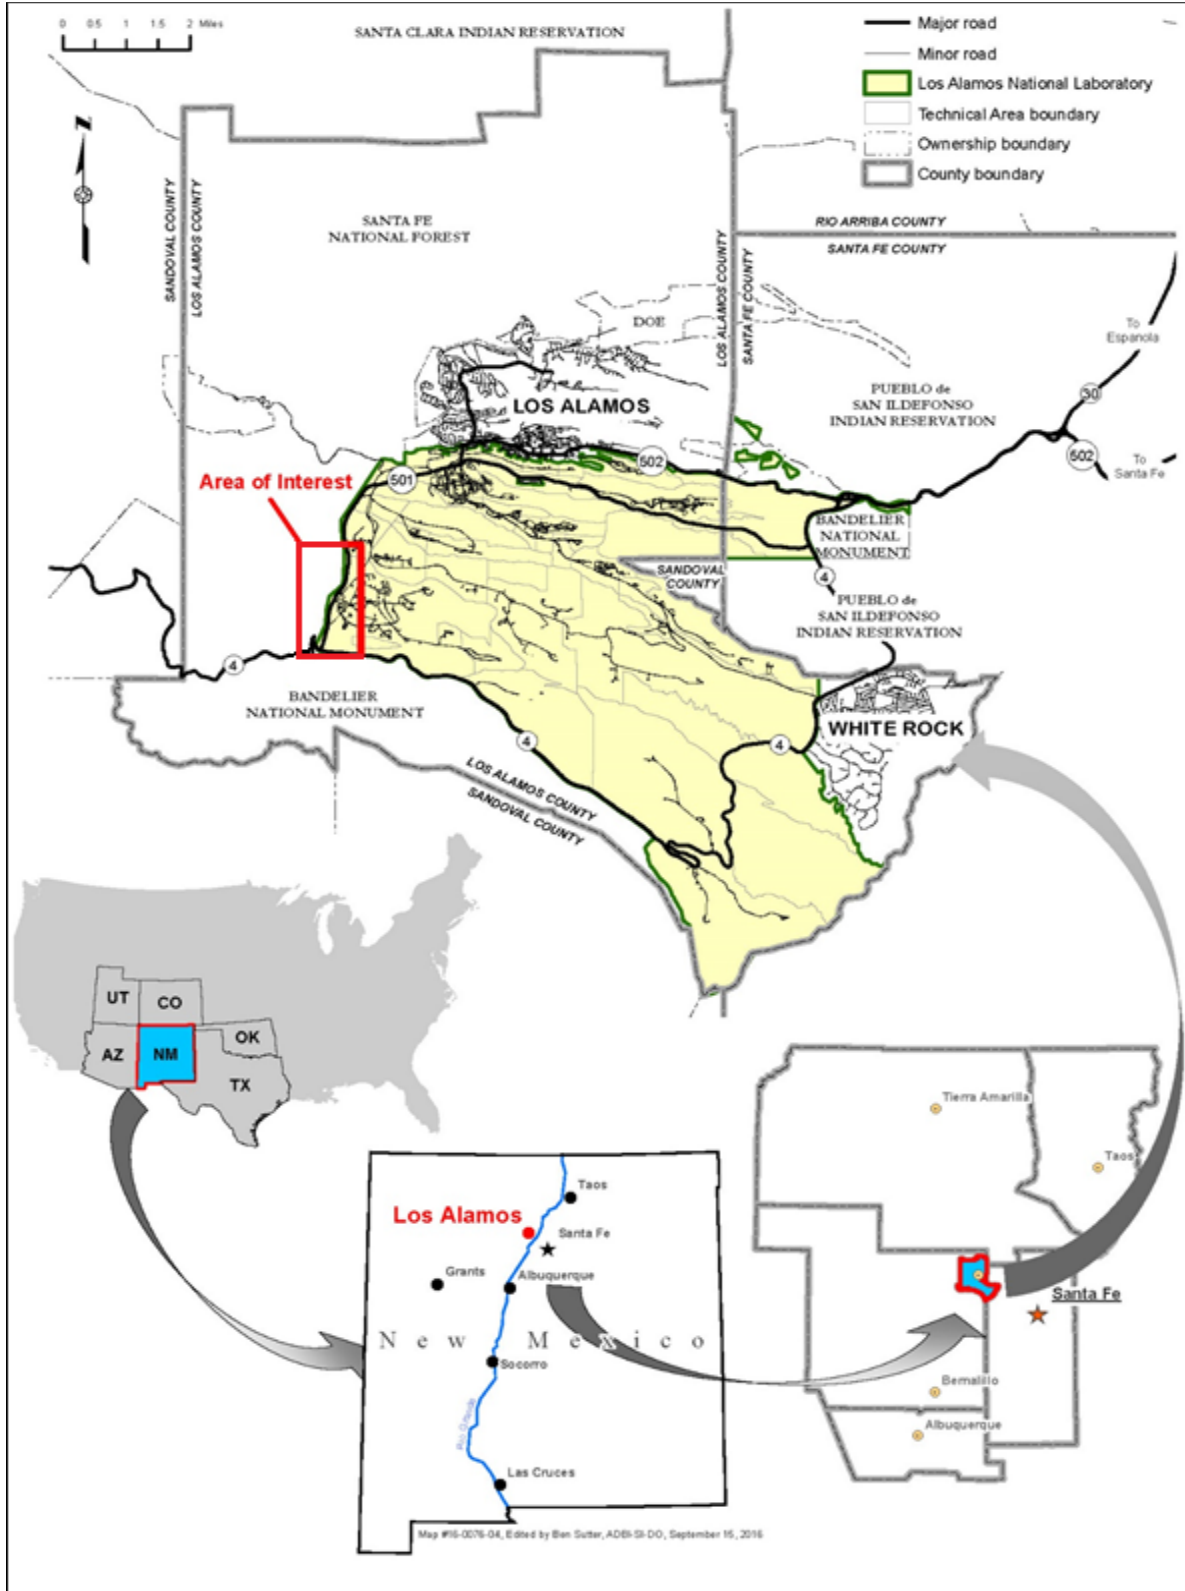 0 0.5 1 1.5 2 Miles
SANTA CLARA INDIAN RESERVATION
Major road
Minor road
Los Alamos National Laboratory
Technical Area boundary
Ownership boundary
County boundary
N
SANDOVAL COUNTY
LOS ALAMOS COUNTY
SANTA FE
NATIONAL FOREST
RIO ARRIBA COUNTY
SANTA FE COUNTY
LOS ALAMOS COUNTY
SANTA FE COUNTY
DOE
To
Espanola
PUEBLO de
SAN ILDEFONSO
INDIAN RESERVATION
30
LOS ALAMOS
502
501
502
To
Santa Fe
Area of Interest
BANDELIER
NATIONAL
MONUMENT
SANDOVAL
COUNTY
4
PUEBLO de
SAN ILDEFONSO
INDIAN RESERVATION
4
BANDELIER
NATIONAL MONUMENT
WHITE ROCK
4
4
LOS ALAMOS COUNTY
SANDOVAL COUNTY
UT
CO
AZ
NM
OK
TX
Tierra Amarilla
Taos
Santa Fe
Bernalillo
Albuquerque
Taos
Los Alamos
Santa Fe
Grants
Albuquerque
New Mexico
Socorro
Rio Grande
Las Cruces
Map #16-0076-04, Edited by Ben Sutter, ADBI-SI-DO, September 15, 2016